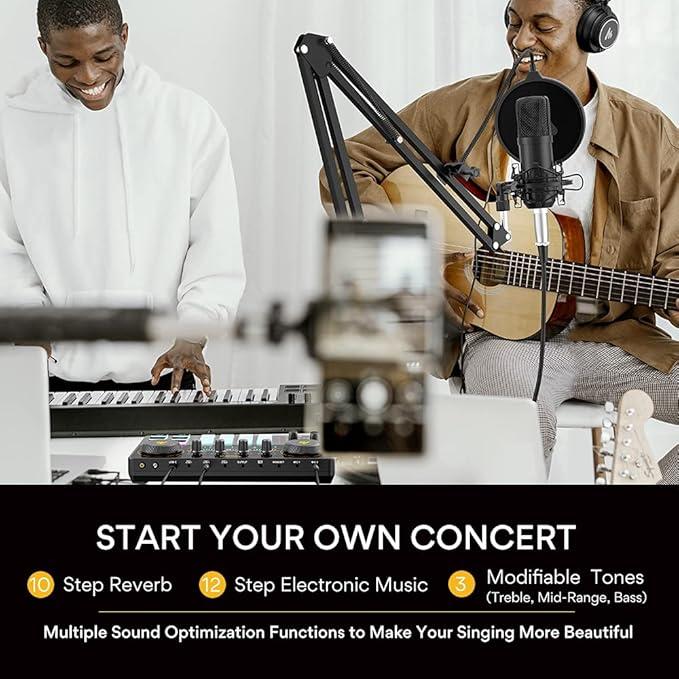 START YOUR OWN CONCERT
10 Step Reverb 12 Step Electronic Music 3 Modifiable Tones
(Treble, Mid-Range, Bass)
Multiple Sound Optimization Functions to Make Your Singing More Beautiful